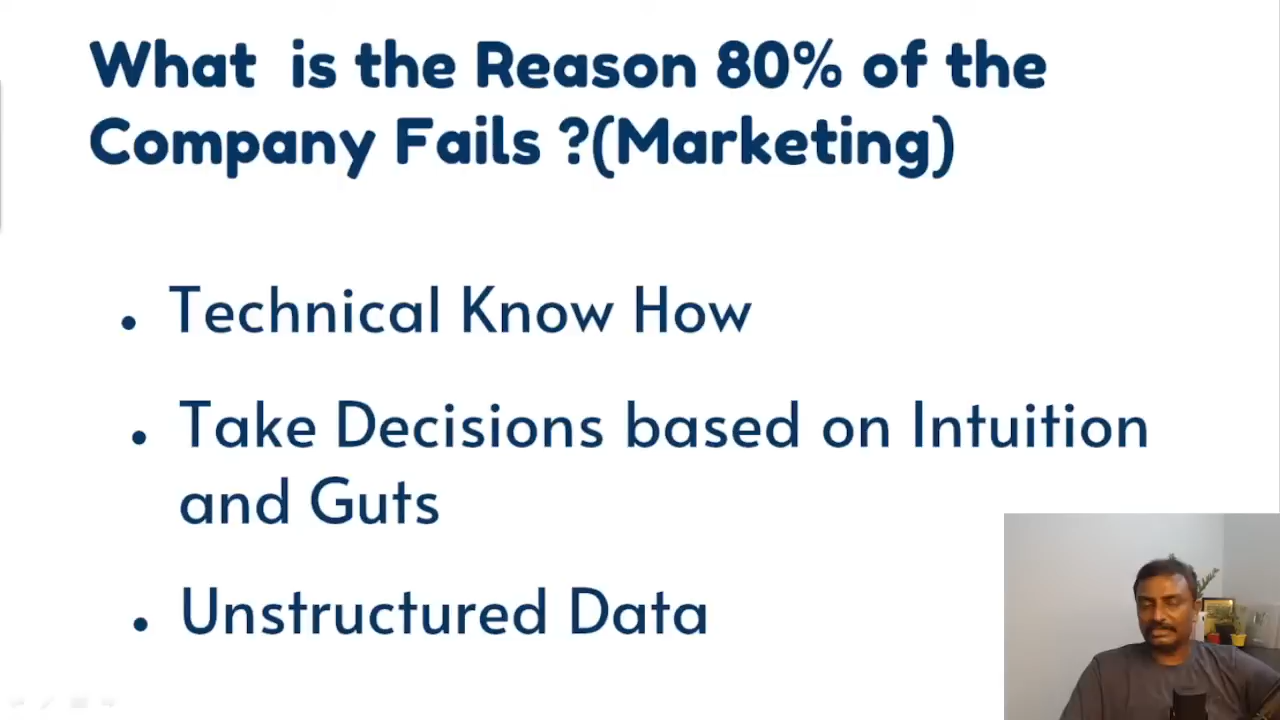 What is the Reason 80% of the
Company Fails ?(Marketing)
• Technical Know How
• Take Decisions based on Intuition
and Guts
• Unstructured Data